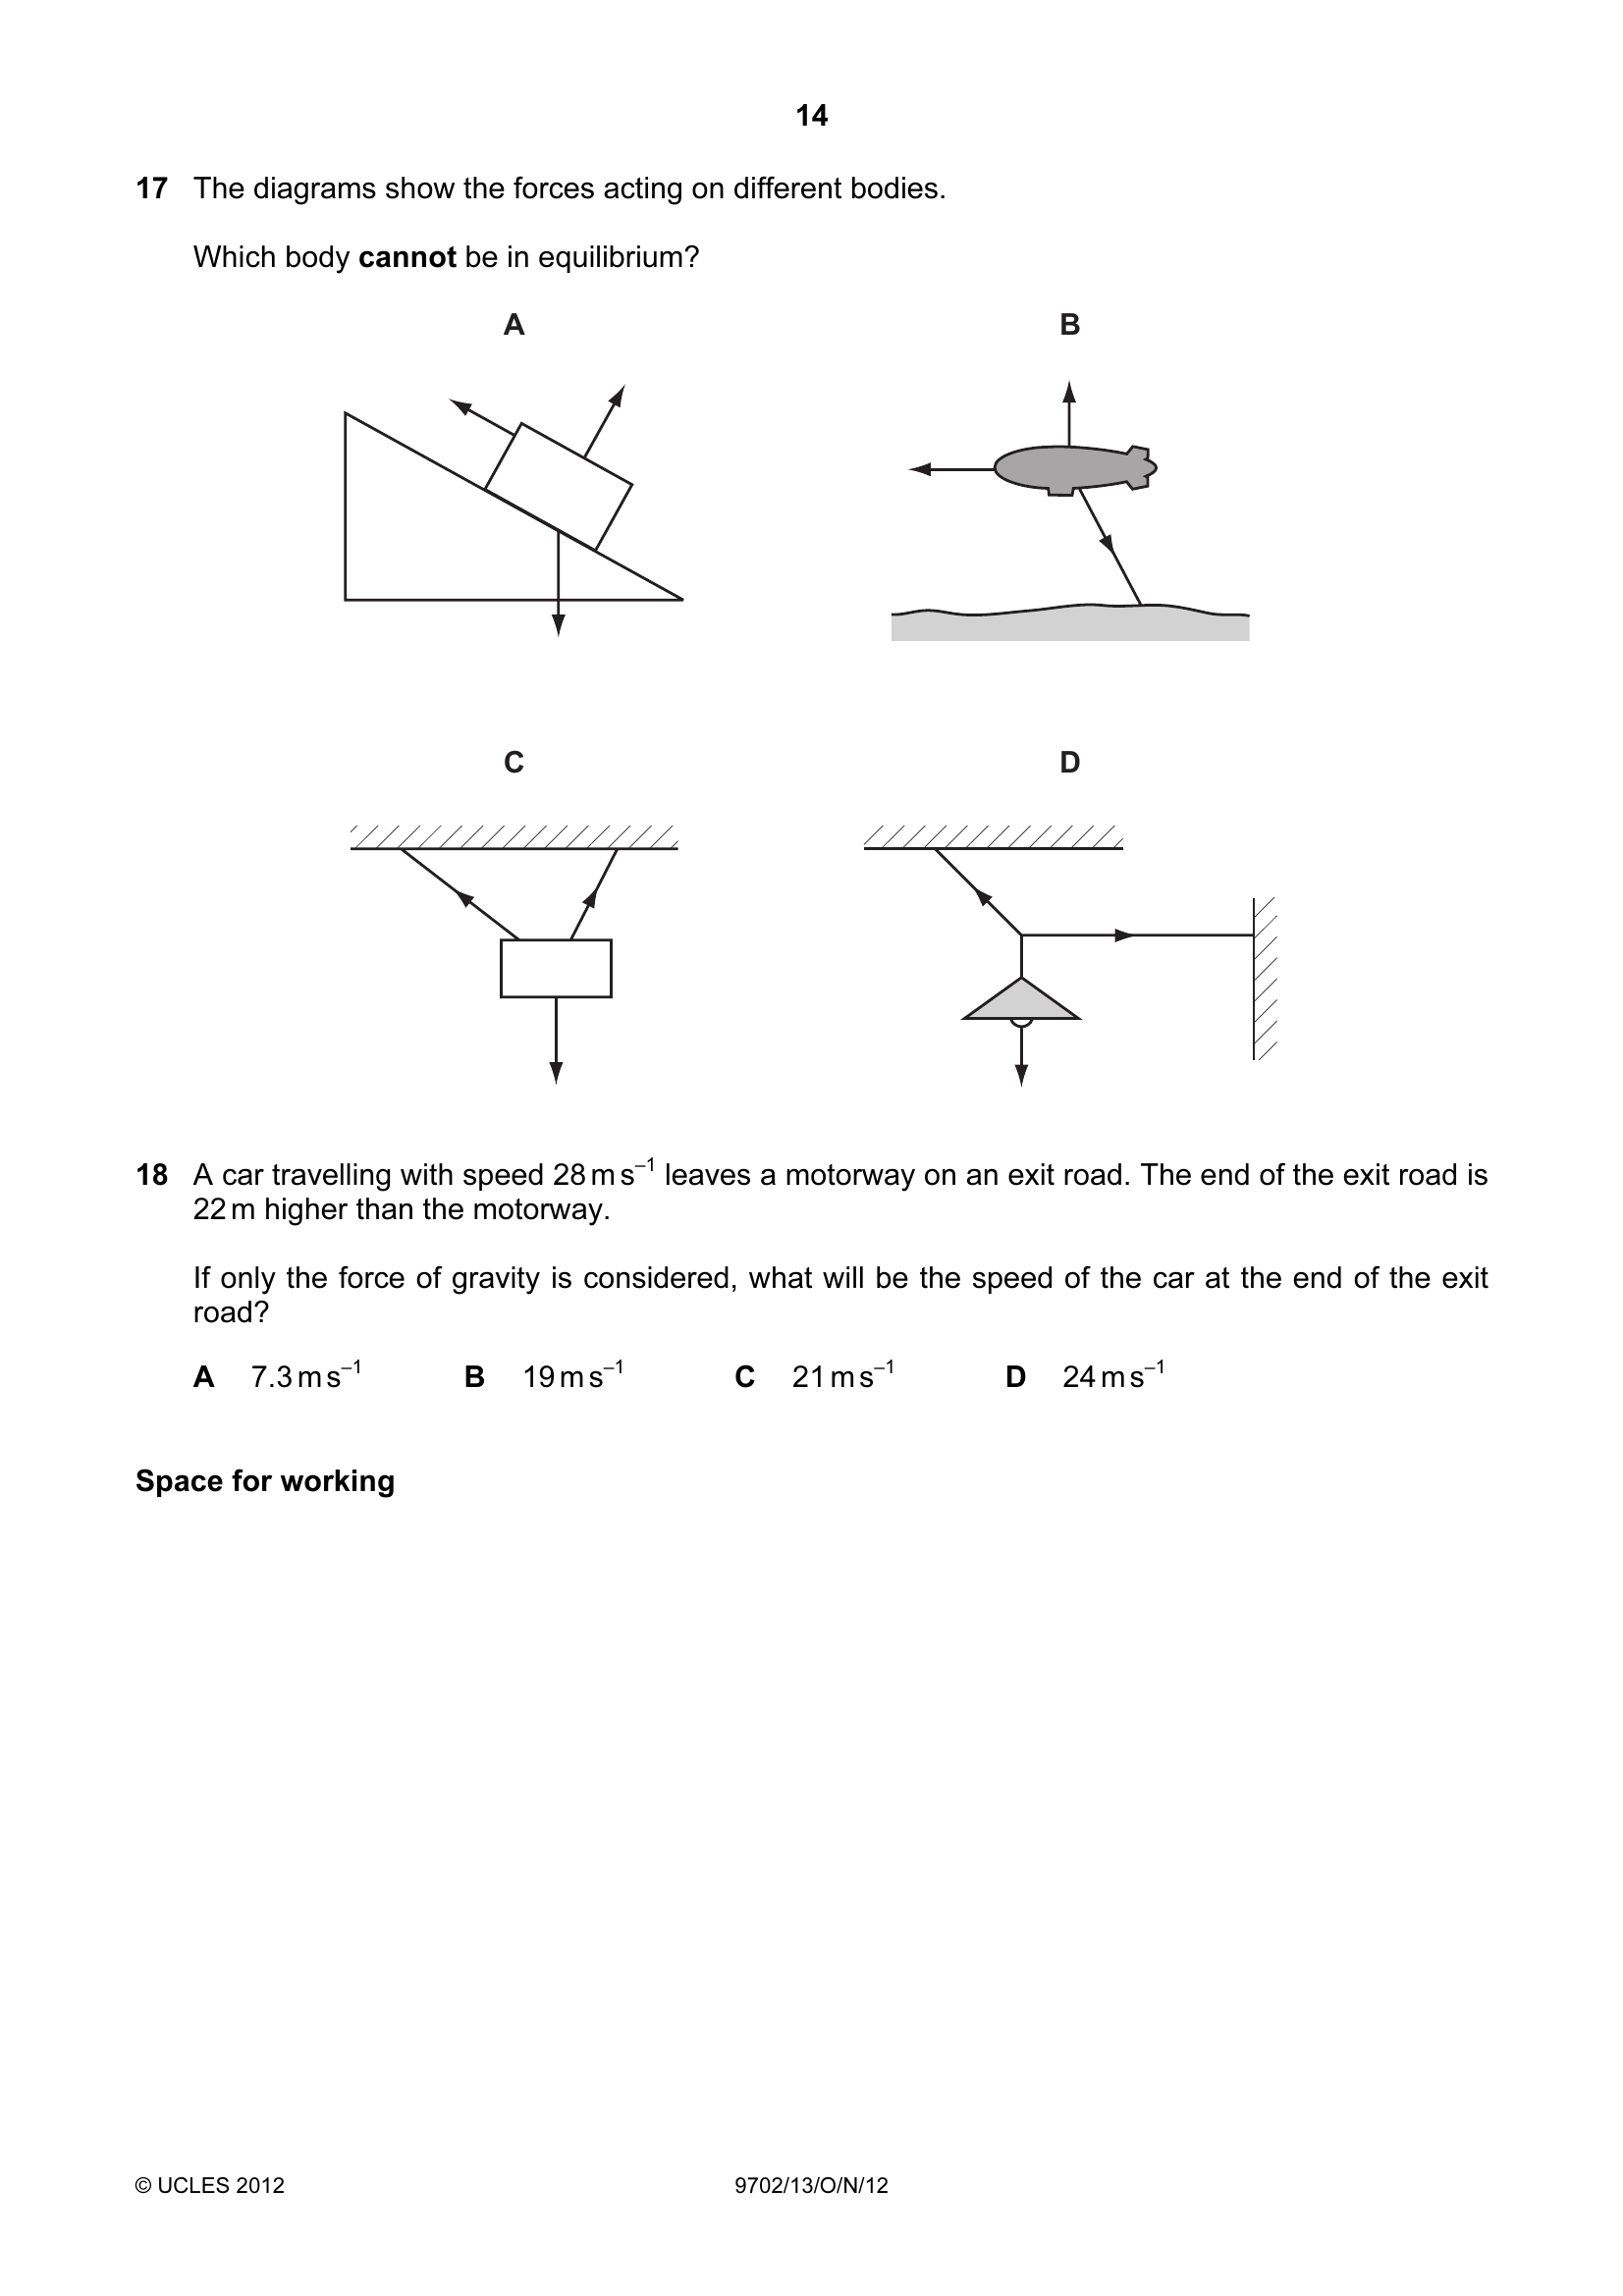 14
17 The diagrams show the forces acting on different bodies.
Which body cannot be in equilibrium?
A B
C D
18 A car travelling with speed 28 m s⁻¹ leaves a motorway on an exit road. The end of the exit road is
22 m higher than the motorway.
If only the force of gravity is considered, what will be the speed of the car at the end of the exit
road?
A 7.3 m s⁻¹ B 19 m s⁻¹ C 21 m s⁻¹ D 24 m s⁻¹
Space for working
© UCLES 2012 9702/13/O/N/12